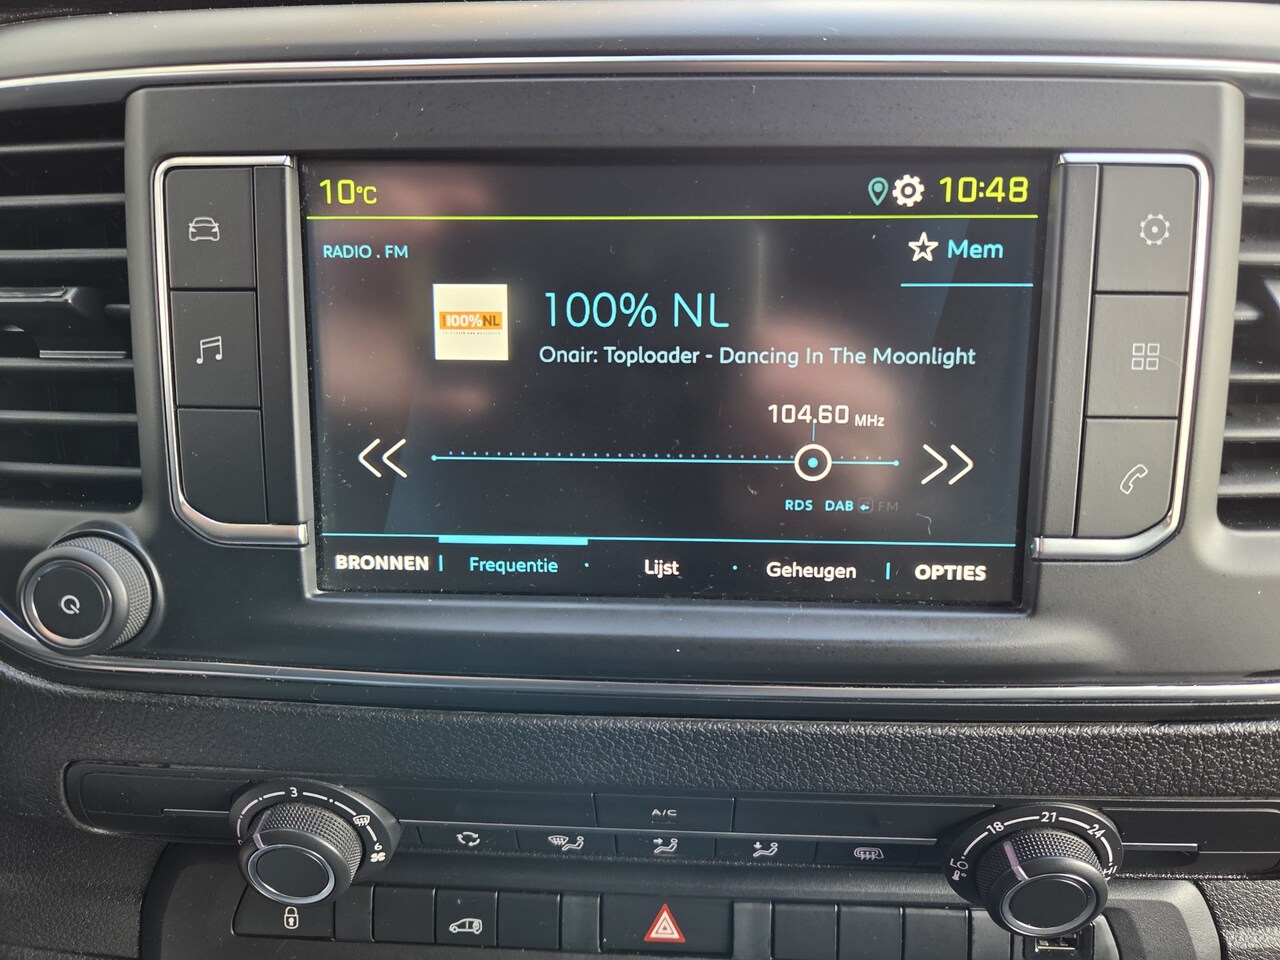 10°C
10:48
RADIO . FM
Mem
100%NL
100% NL
Onair: Toploader - Dancing In The Moonlight
104.60 MHz
RDS DAB FM
BRONNEN Frequentie Lijst Geheugen OPTIES
3
6
A/C
18 21 24